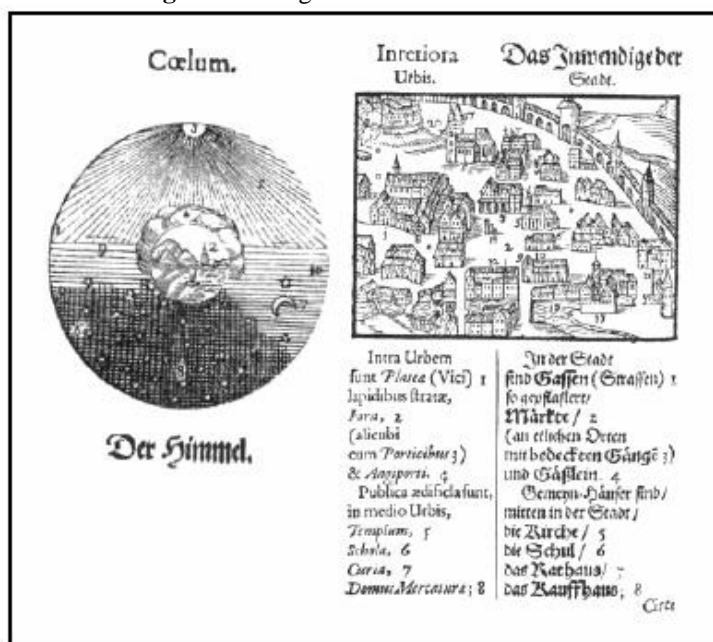 Cœlum.
Der Himmel.
Interiora
Urbis.
Das Inwendige der
Stadt.
Intra Urbem
ſunt Plateæ (Vici) 1
lapidibus ſtratæ,
Fora, 2
(alicubi
cum Porticibus 3)
& Angiporti. 4
Publica ædificia ſunt,
in medio Urbis,
Templum, 5
Schola, 6
Curia, 7
Domus Mercatura; 8
In der Stadt
ſind Gaſſen (Straſſen) 1
ſo gepflaſtert/
Märkte / 2
(an etlichen Orten
mit bedeckten Gängē 3)
und Gäßlein. 4
Gemeyn-Häuſer ſind/
mitten in der Stadt/
die Kirche / 5
die Schul / 6
das Rathaus/ 7
das Kauffhaus; 8